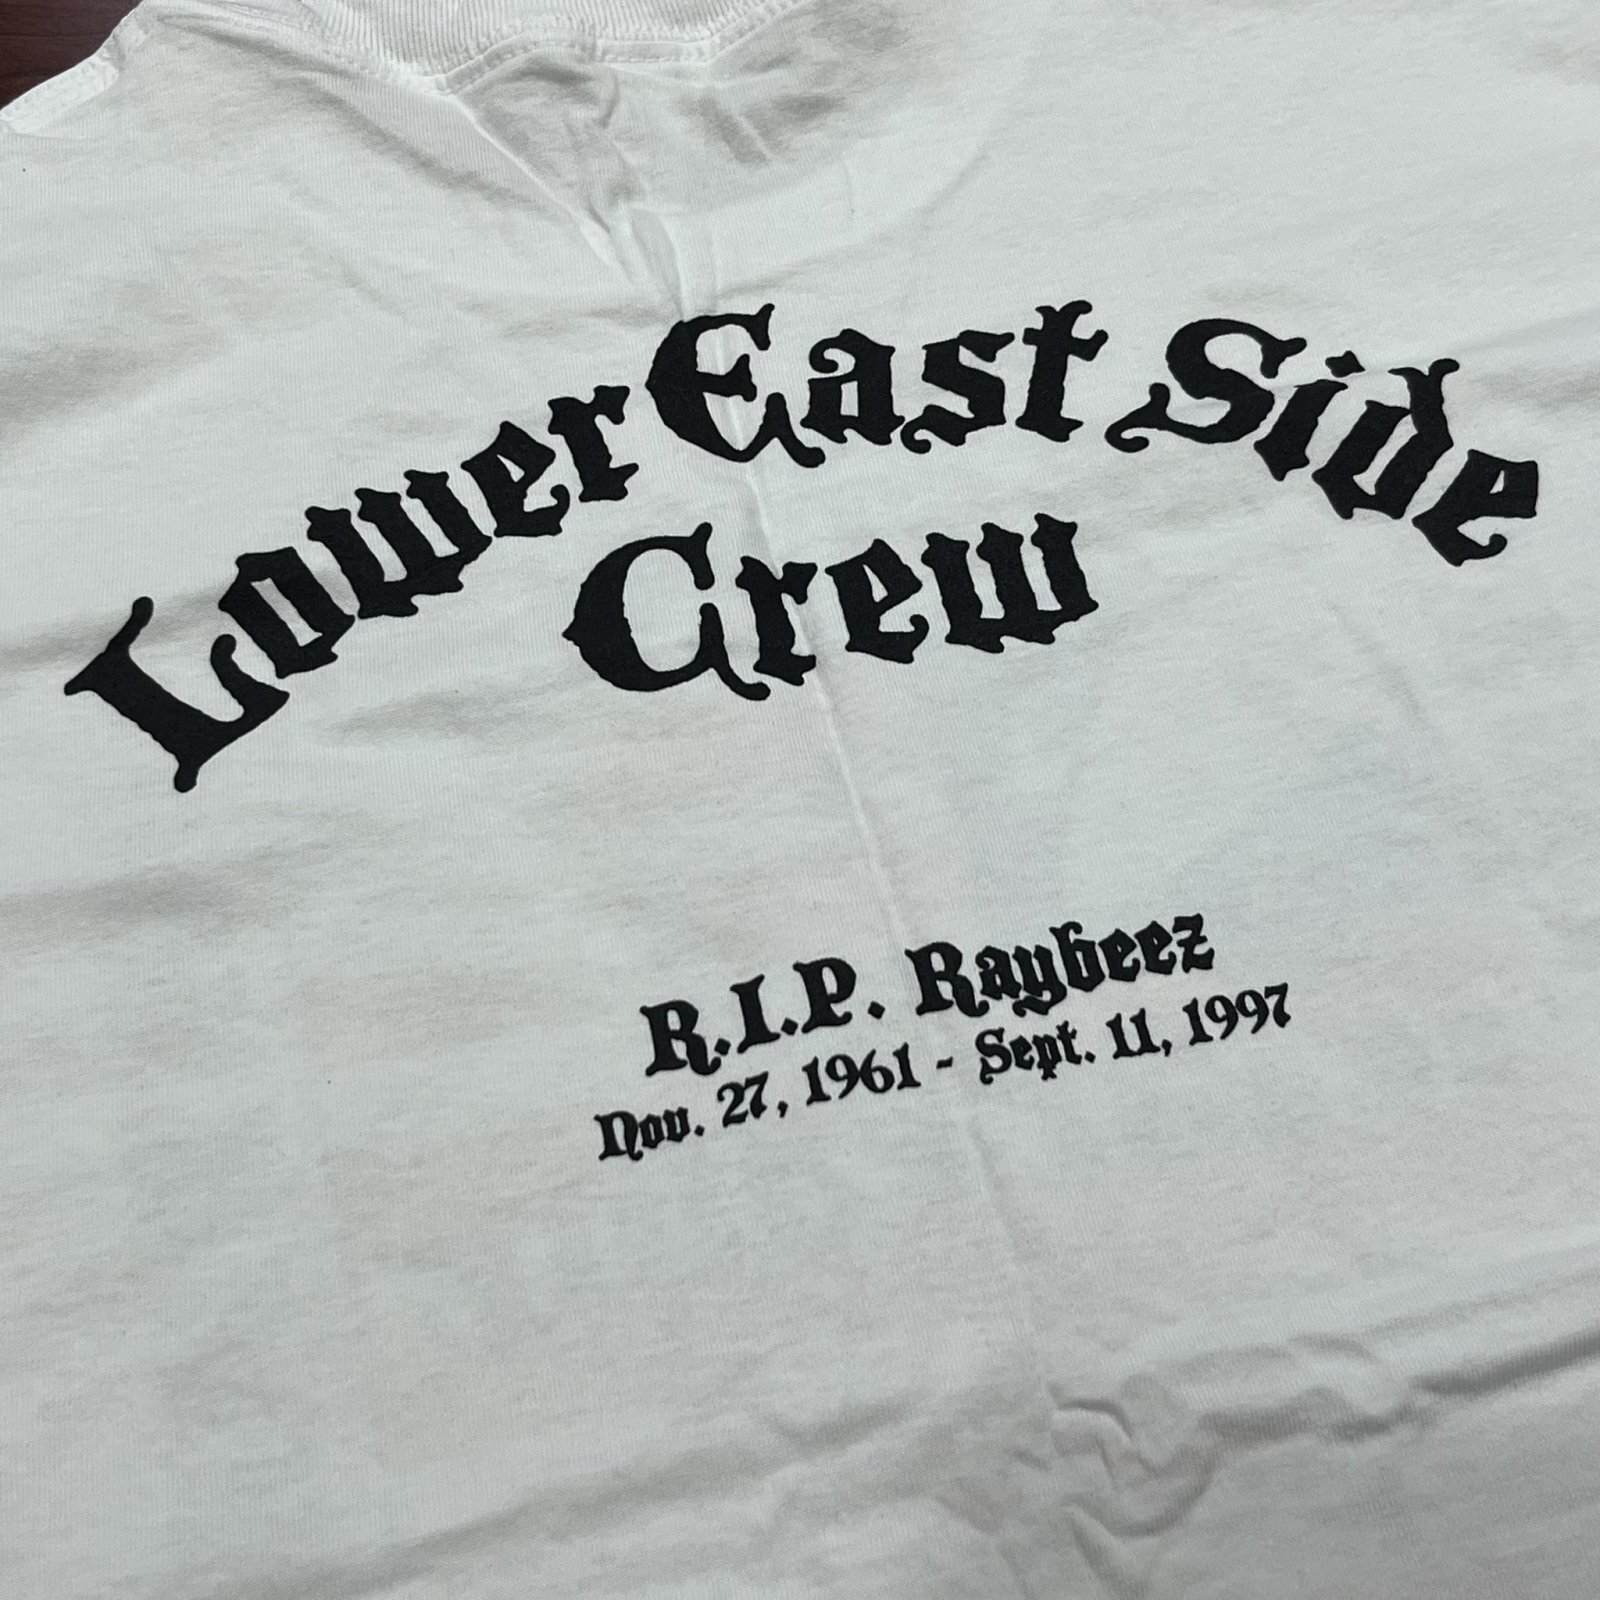 Lower East Side
Crew
R.I.P. Raybeez
Nov. 27, 1961 - Sept. 11, 1997